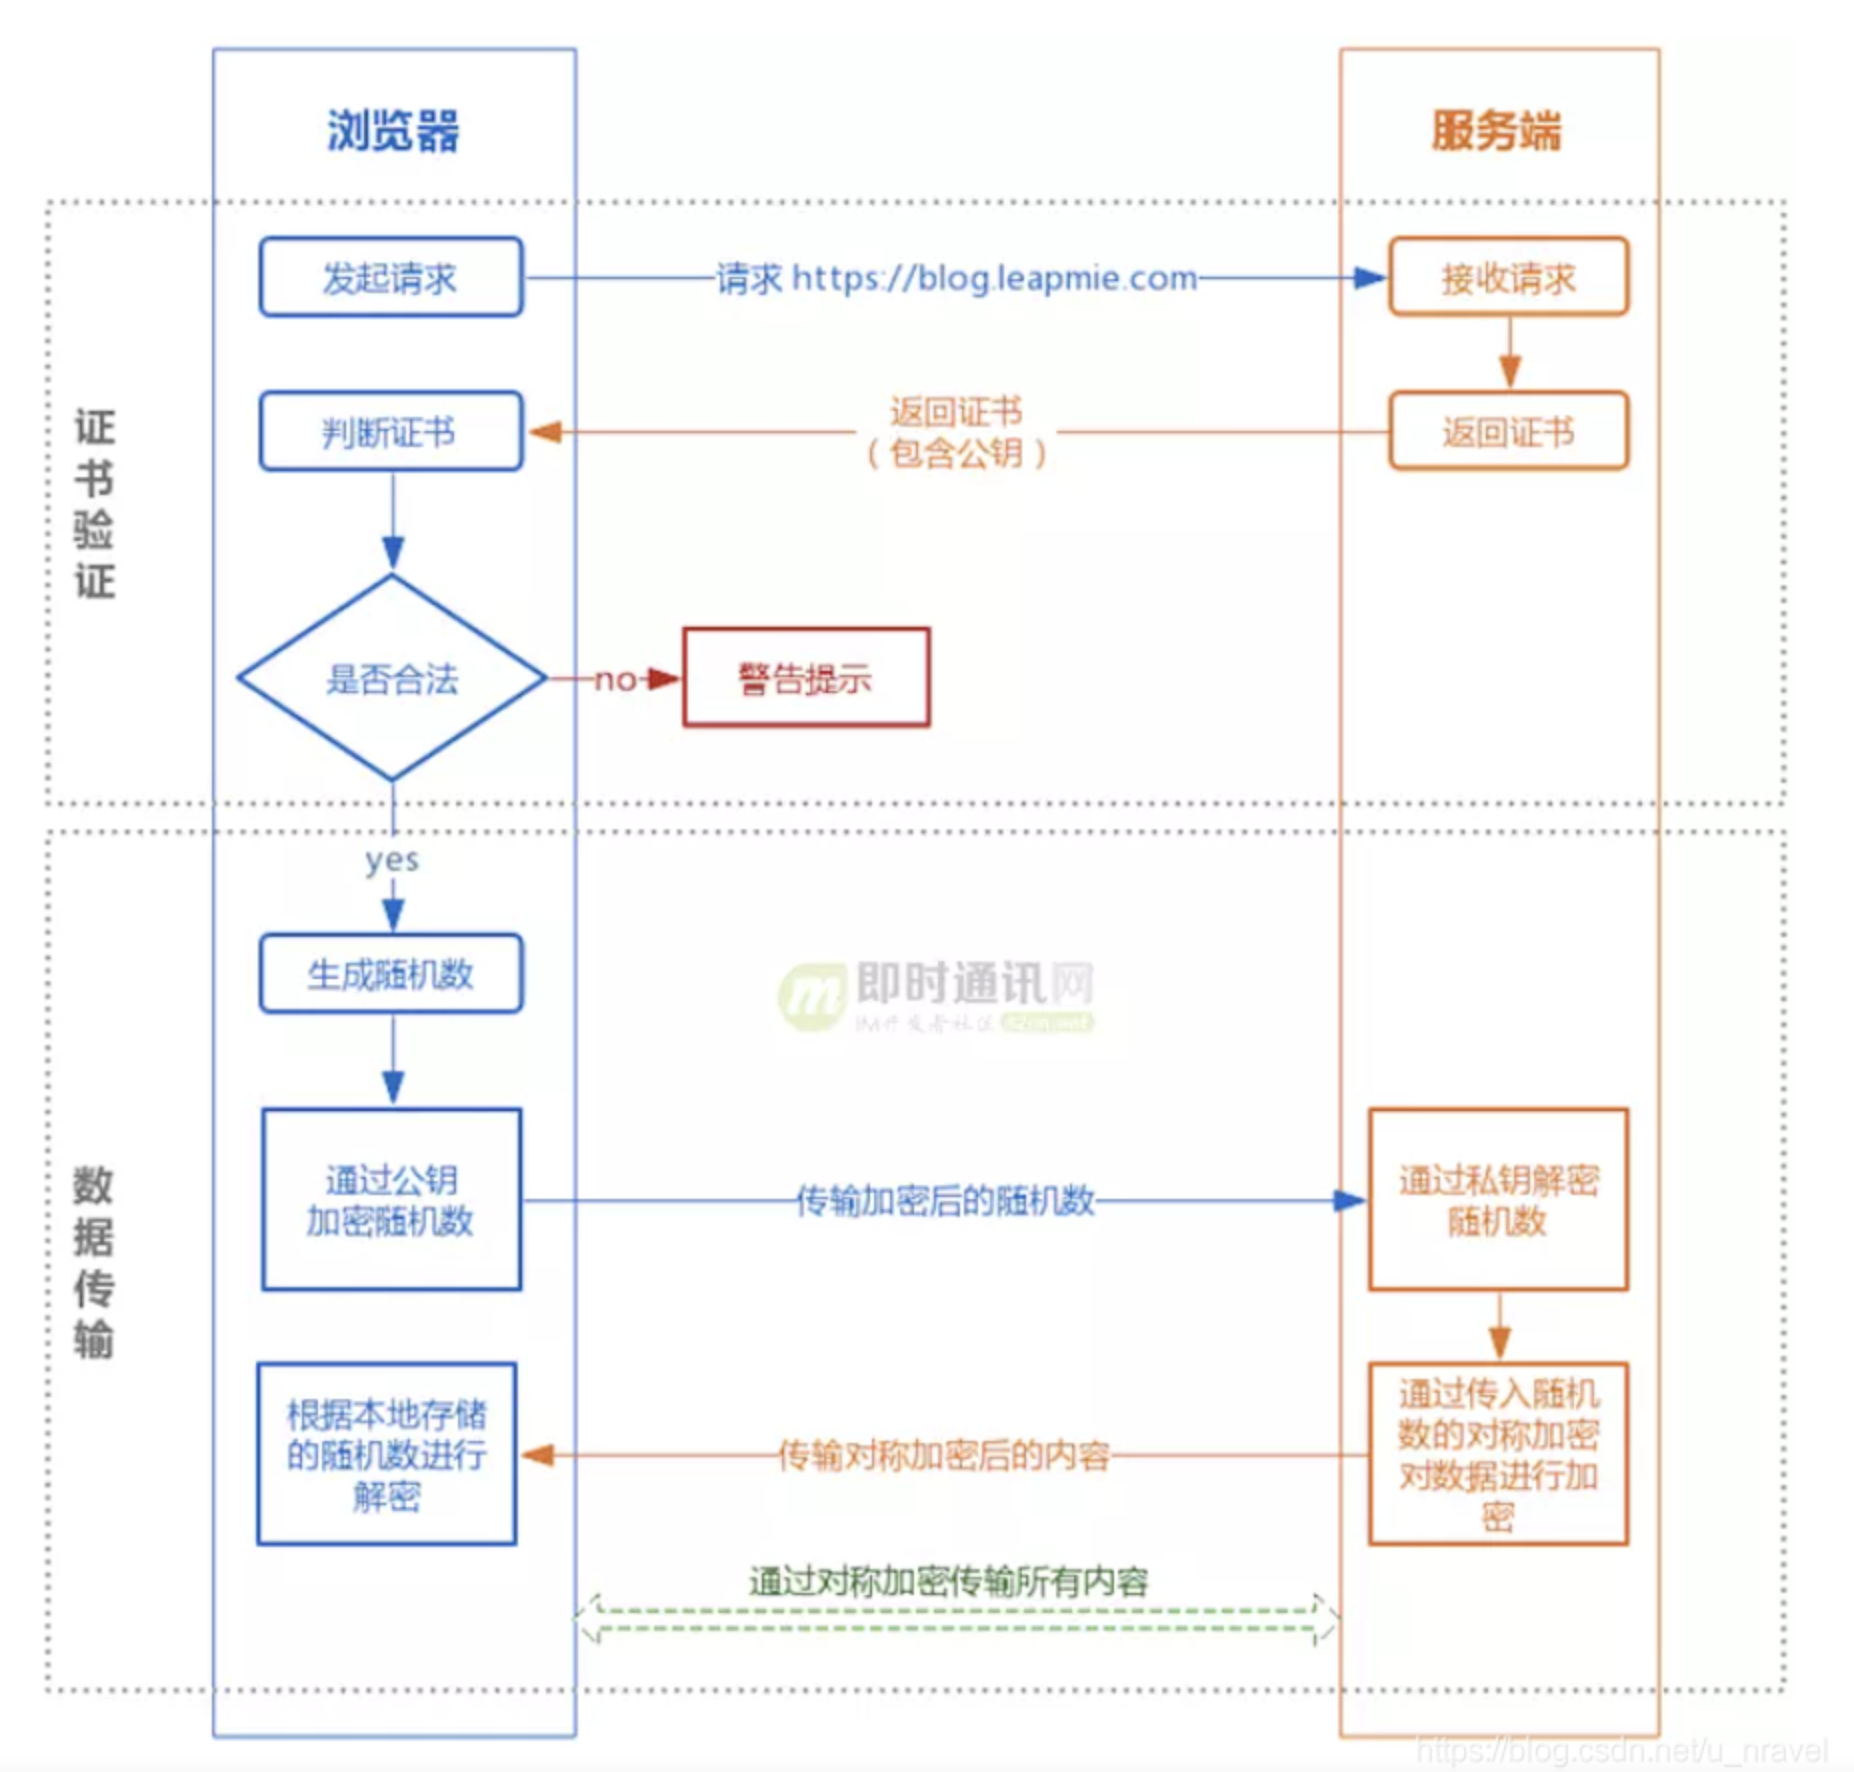 浏览器
服务端
证书验证
发起请求
请求 https://blog.leapmie.com
接收请求
判断证书
返回证书
（包含公钥）
返回证书
是否合法
no
警告提示
数据传输
yes
生成随机数
即时通讯网
IM开发者社区
通过公钥
加密随机数
传输加密后的随机数
通过私钥解密
随机数
根据本地存储
的随机数进行
解密
传输对称加密后的内容
通过传入随机
数的对称加密
对数据进行加
密
通过对称加密传输所有内容
https://blog.csdn.net/u_nravel